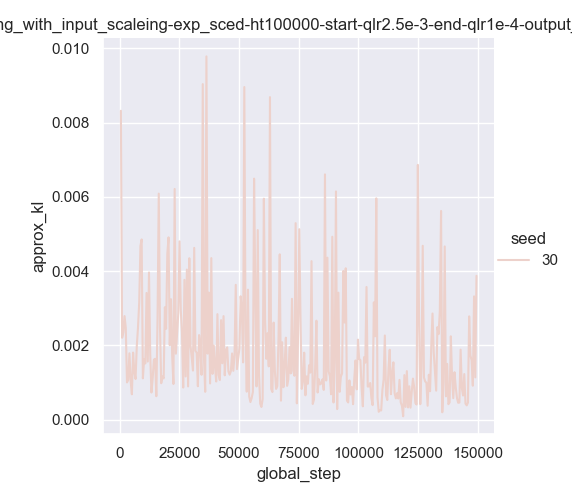 ng_with_input_scaleing-exp_sced-ht100000-start-qlr2.5e-3-end-qlr1e-4-output_
0.010
0.008
0.006
0.004
0.002
0.000
approx_kl
0 25000 50000 75000 100000 125000 150000
global_step
seed
30